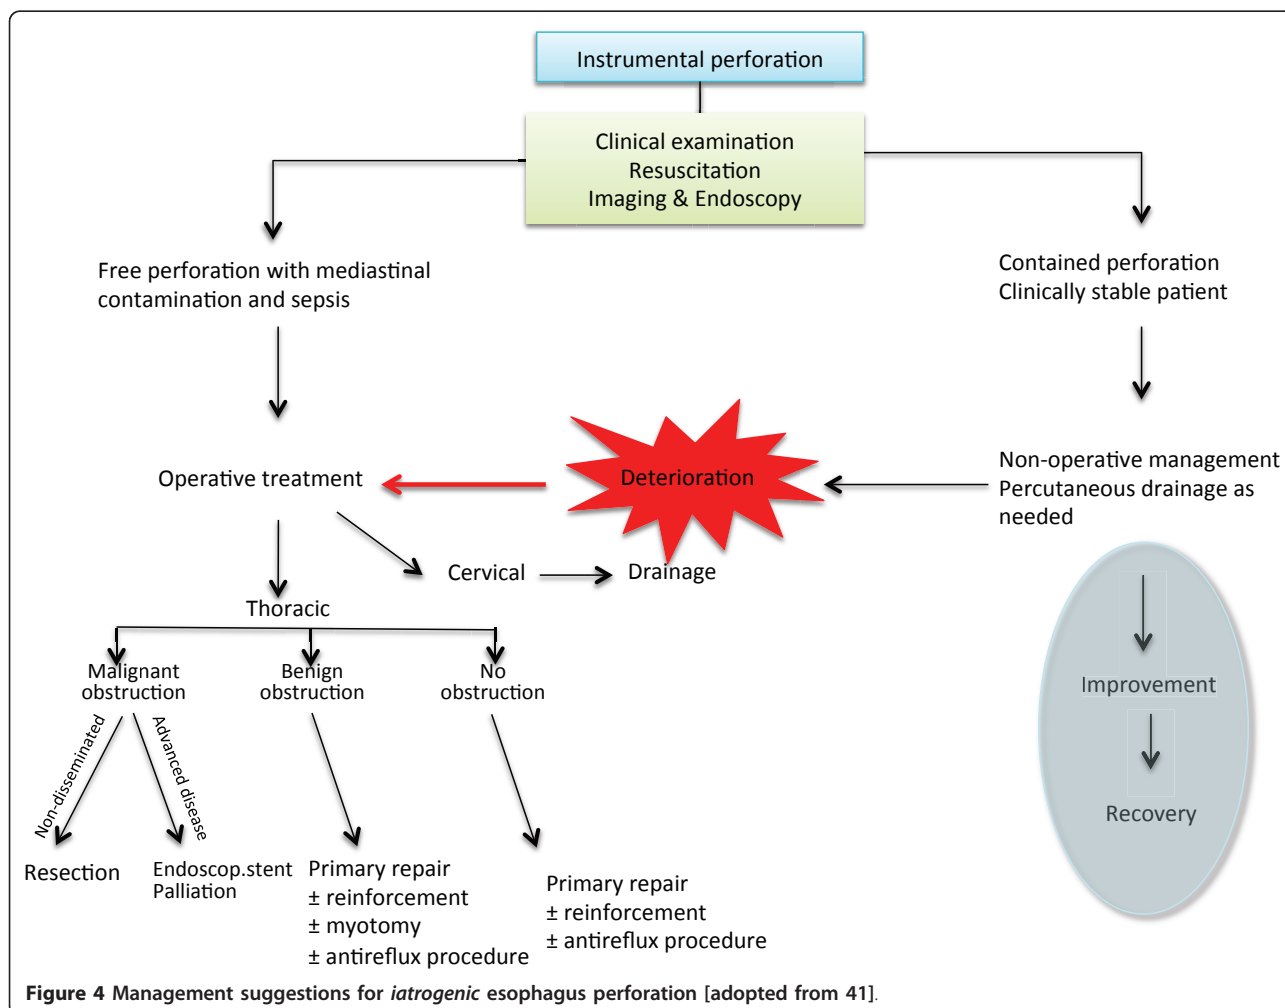 Instrumental perforation
Clinical examination
Resuscitation
Imaging & Endoscopy
Free perforation with mediastinal
contamination and sepsis
Contained perforation
Clinically stable patient
Operative treatment
Deterioration
Non-operative management
Percutaneous drainage as
needed
Cervical
Drainage
Thoracic
Malignant
obstruction
Benign
obstruction
No
obstruction
Improvement
Non-disseminated
Advanced disease
Recovery
Resection
Endoscop.stent
Palliation
Primary repair
± reinforcement
± myotomy
± antireflux procedure
Primary repair
± reinforcement
± antireflux procedure
Figure 4 Management suggestions for iatrogenic esophagus perforation [adopted from 41].